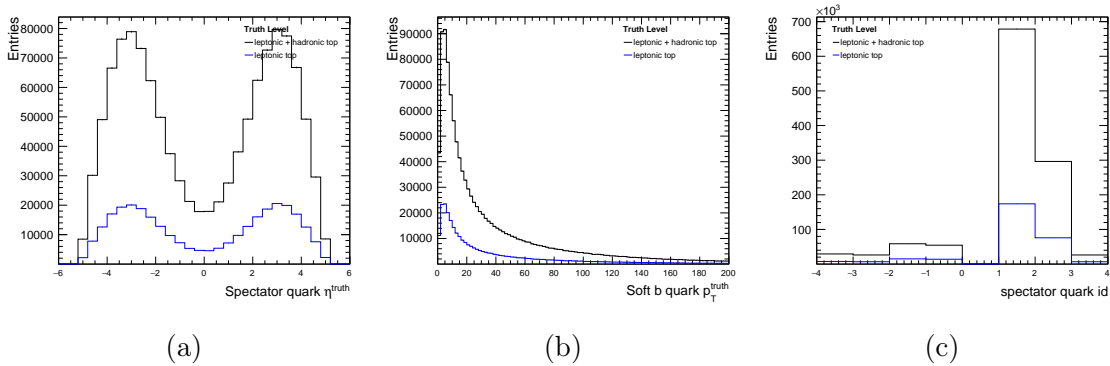 Entries
80000
70000
60000
50000
40000
30000
20000
10000
Truth Level
leptonic + hadronic top
leptonic top
−6 −4 −2 0 2 4 6
Spectator quark η^truth
(a)
Entries
90000
80000
70000
60000
50000
40000
30000
20000
10000
Truth Level
leptonic + hadronic top
leptonic top
0 20 40 60 80 100 120 140 160 180 200
Soft b quark p_T^truth
(b)
Entries
×10³
700
600
500
400
300
200
100
Truth Level
leptonic + hadronic top
leptonic top
−4 −3 −2 −1 0 1 2 3 4
spectator quark id
(c)